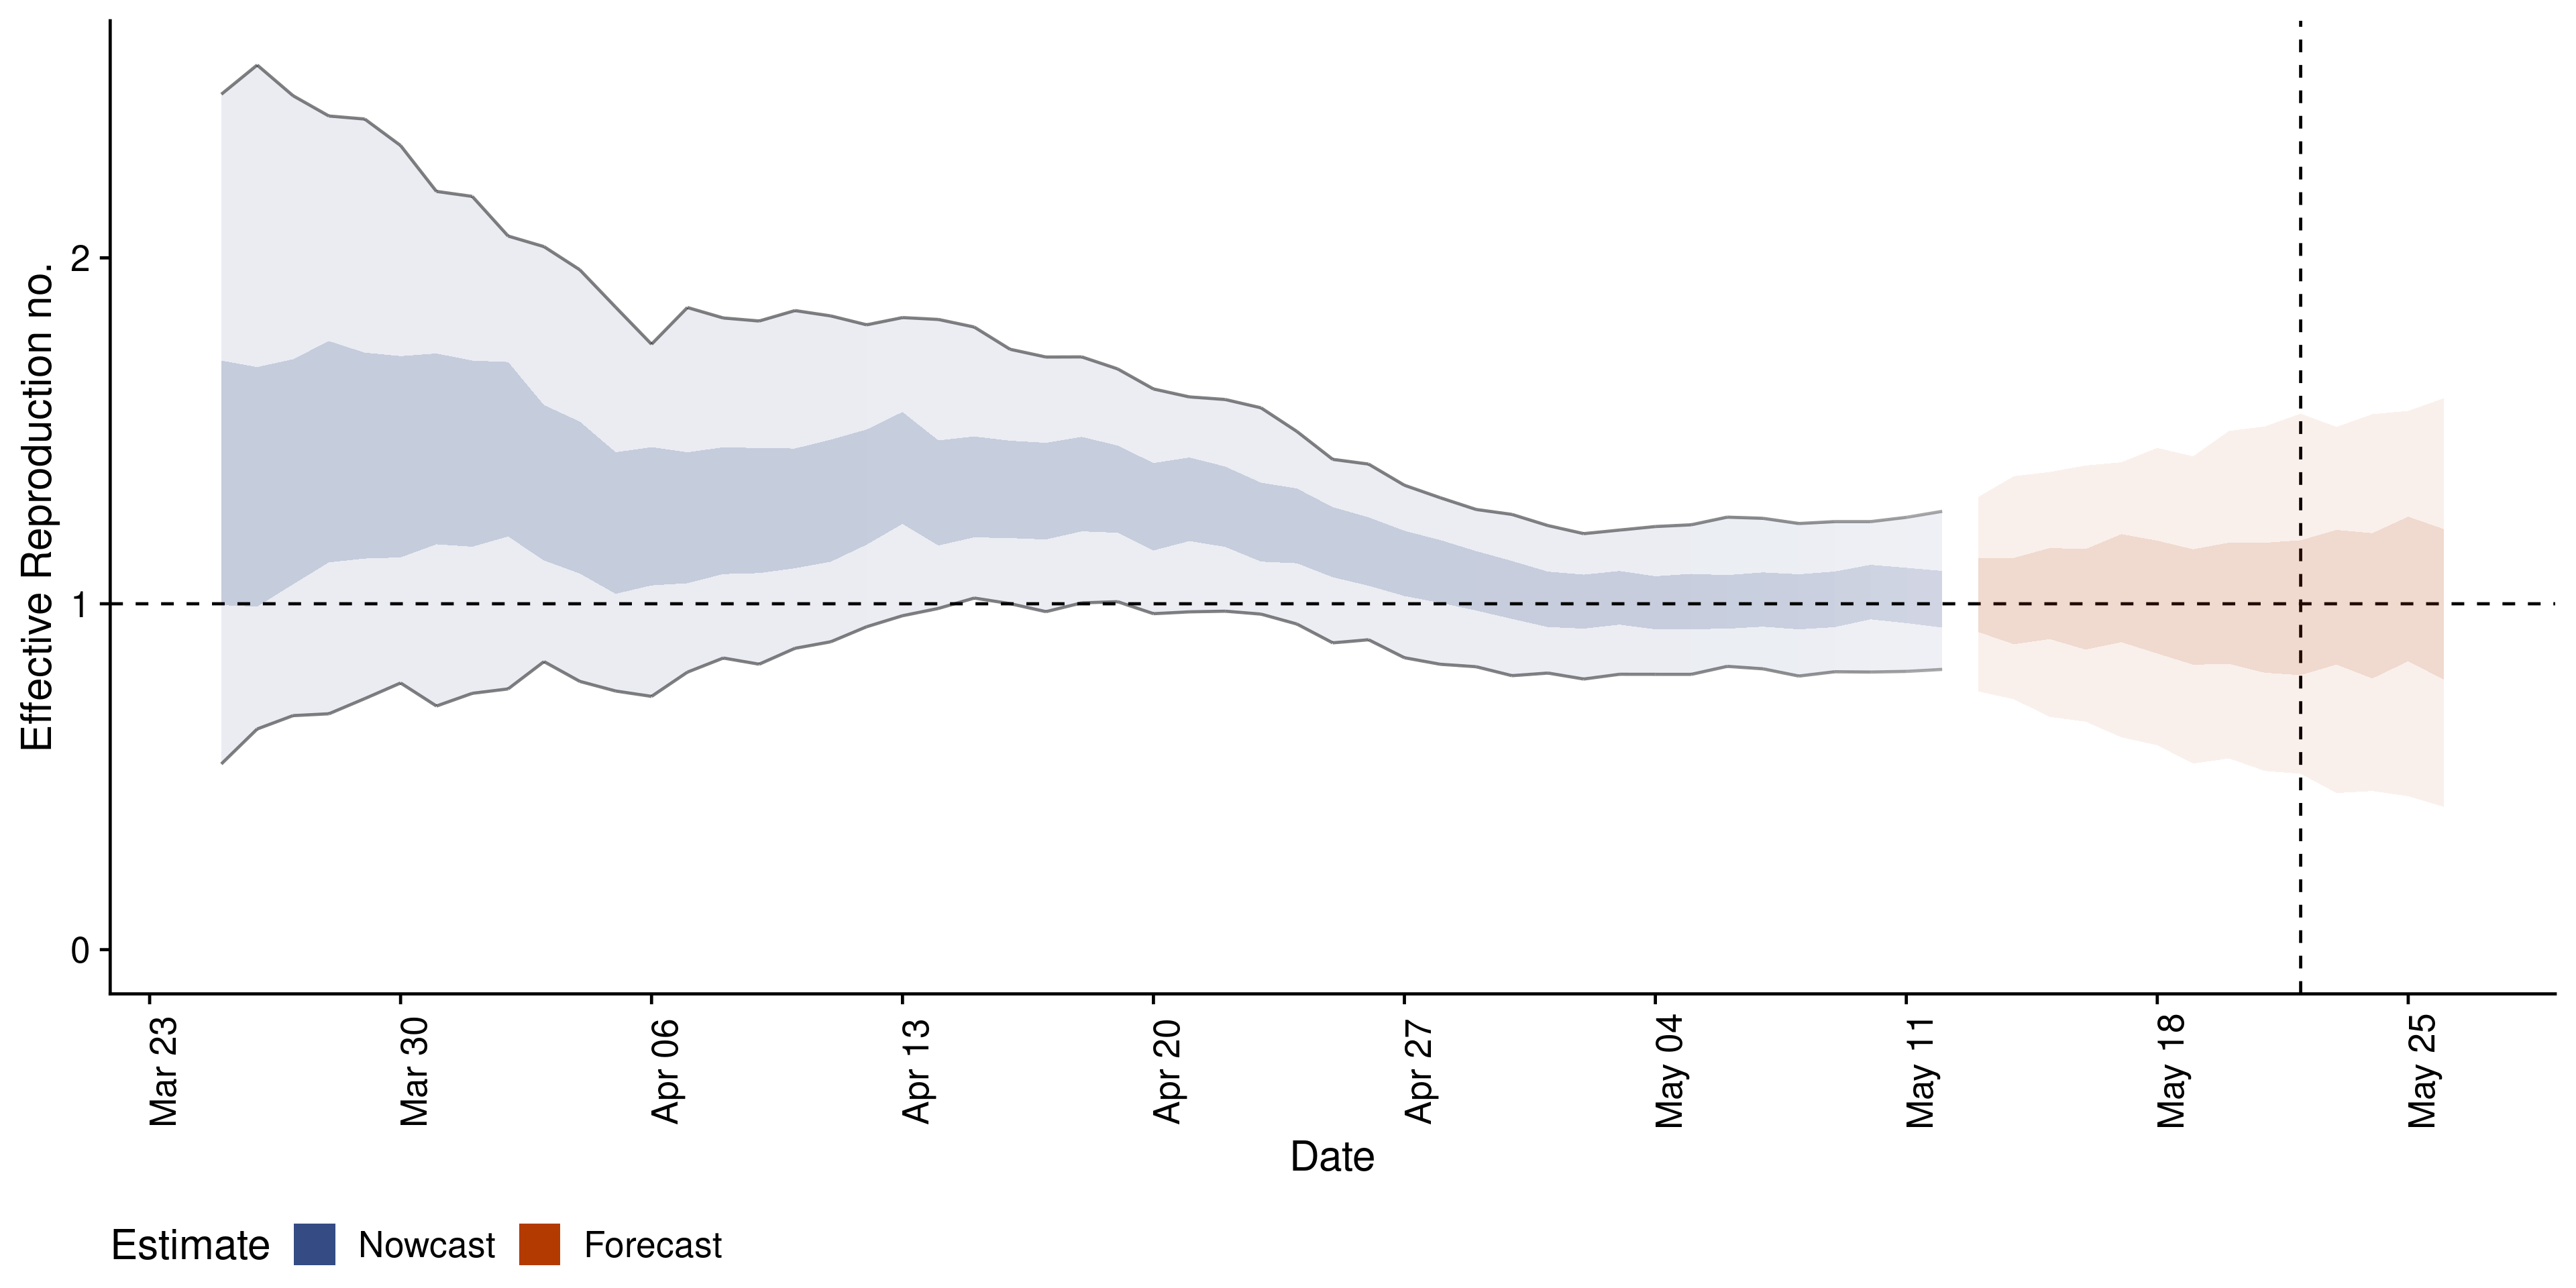 Effective Reproduction no.
2
1
0
Mar 23
Mar 30
Apr 06
Apr 13
Apr 20
Apr 27
May 04
May 11
May 18
May 25
Date
Estimate Nowcast Forecast